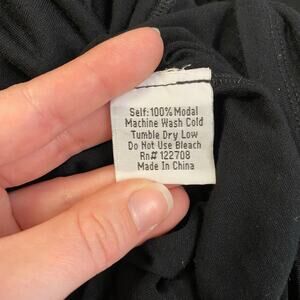 Self: 100% Modal
Machine Wash Cold
Tumble Dry Low
Do Not Use Bleach
Rn# 122708
Made In China